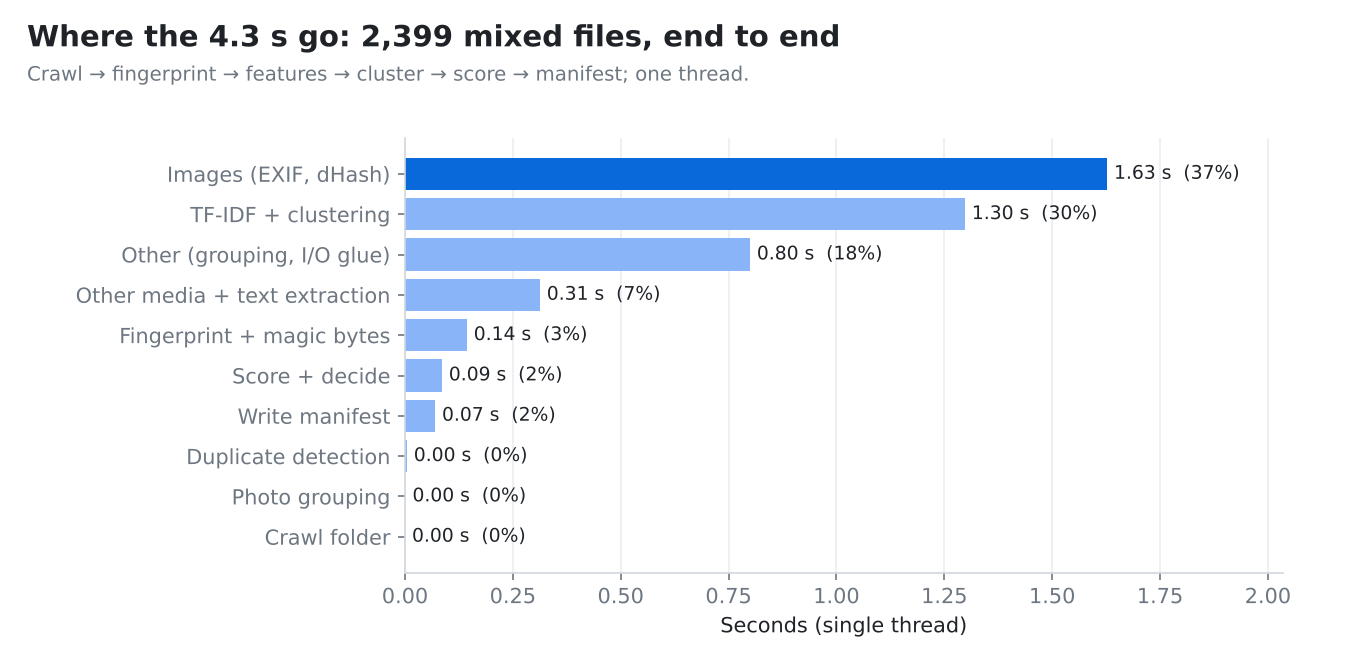 Where the 4.3 s go: 2,399 mixed files, end to end
Crawl → fingerprint → features → cluster → score → manifest; one thread.
Images (EXIF, dHash) 1.63 s (37%)
TF-IDF + clustering 1.30 s (30%)
Other (grouping, I/O glue) 0.80 s (18%)
Other media + text extraction 0.31 s (7%)
Fingerprint + magic bytes 0.14 s (3%)
Score + decide 0.09 s (2%)
Write manifest 0.07 s (2%)
Duplicate detection 0.00 s (0%)
Photo grouping 0.00 s (0%)
Crawl folder 0.00 s (0%)
0.00 0.25 0.50 0.75 1.00 1.25 1.50 1.75 2.00
Seconds (single thread)